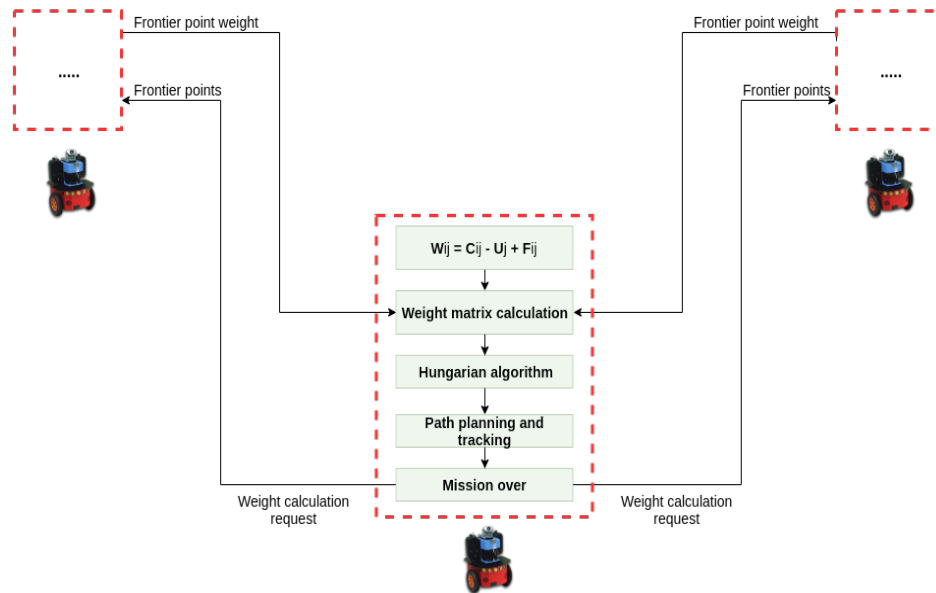 Frontier point weight
Frontier point weight
.....
.....
Frontier points
Frontier points
Wij = Cij - Uj + Fij
Weight matrix calculation
Hungarian algorithm
Path planning and
tracking
Mission over
Weight calculation
request
Weight calculation
request